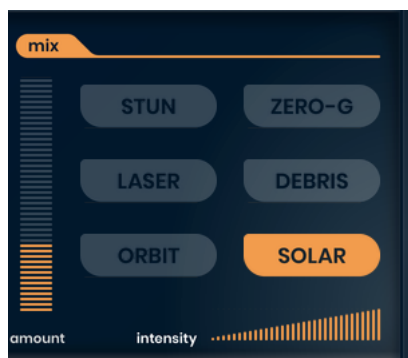 mix
STUN ZERO-G
LASER DEBRIS
ORBIT SOLAR
amount intensity